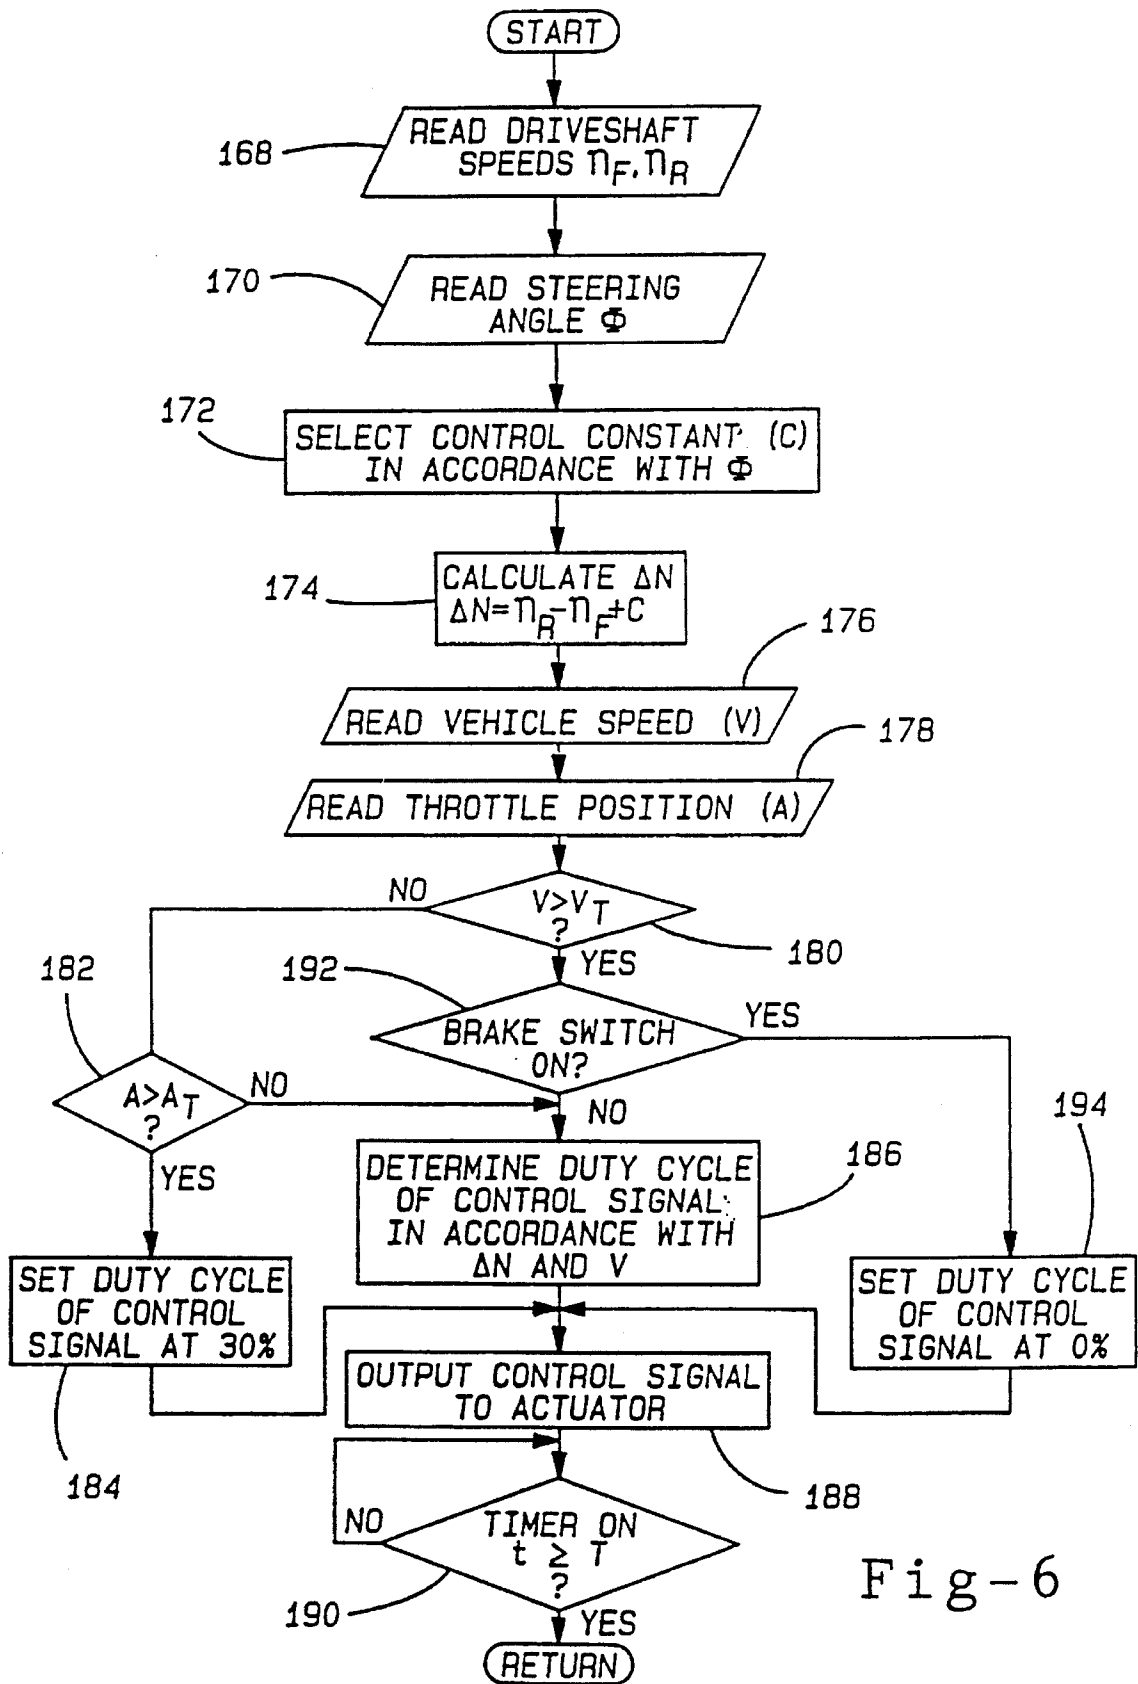 START
READ DRIVESHAFT
SPEEDS nF, nR
168
170
READ STEERING
ANGLE Φ
172
SELECT CONTROL CONSTANT (C)
IN ACCORDANCE WITH Φ
174
CALCULATE ΔN
ΔN=nR-nF+C
176
READ VEHICLE SPEED (V)
178
READ THROTTLE POSITION (A)
NO
V>VT
?
180
YES
182
192
BRAKE SWITCH
ON?
YES
A>AT
?
NO
NO
194
YES
DETERMINE DUTY CYCLE
OF CONTROL SIGNAL
IN ACCORDANCE WITH
ΔN AND V
186
SET DUTY CYCLE
OF CONTROL
SIGNAL AT 30%
SET DUTY CYCLE
OF CONTROL
SIGNAL AT 0%
OUTPUT CONTROL SIGNAL
TO ACTUATOR
184
188
NO
TIMER ON
t ≥ T
?
190
YES
RETURN
Fig-6